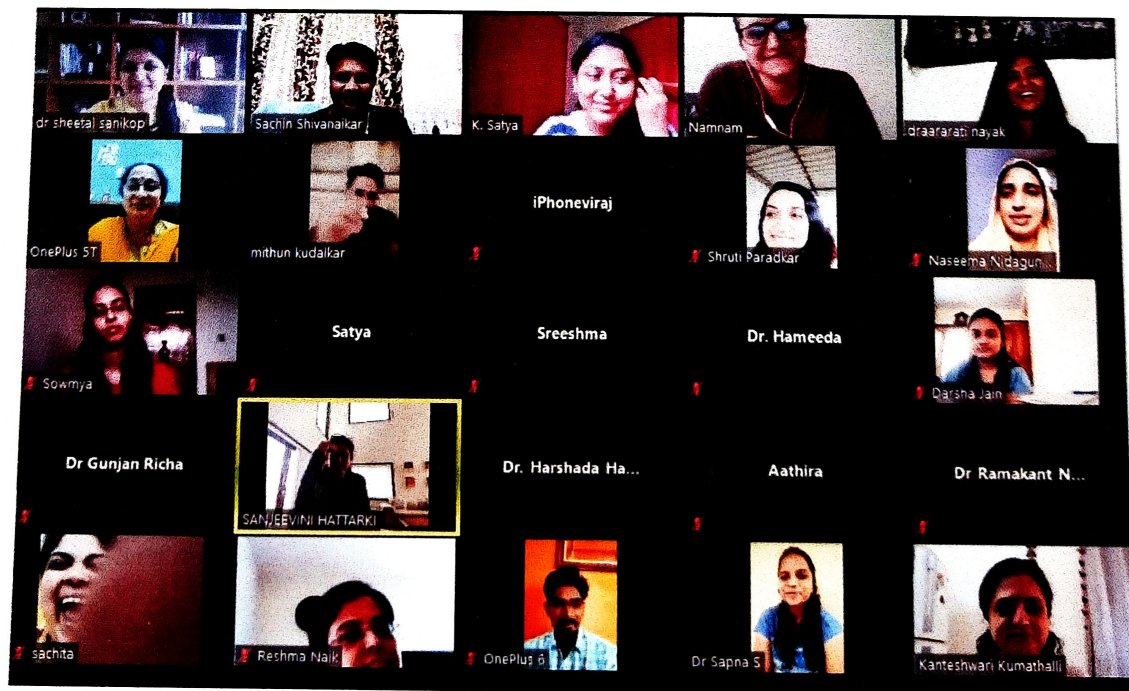 dr sheetal sanikop
Sachin Shivanaikar
K. Satya
Namnam
draararati nayak
OnePlus 5T
mithun kudalkar
iPhoneviraj
Shruti Paradkar
Naseema Nidagun...
Sowmya
Satya
Sreeshma
Dr. Hameeda
Darsha Jain
Dr Gunjan Richa
SANJEEVINI HATTARKI
Dr. Harshada Ha...
Aathira
Dr Ramakant N...
sachita
Reshma Naik
OnePlus 6
Dr Sapna S
Kanteshwari Kumathalli